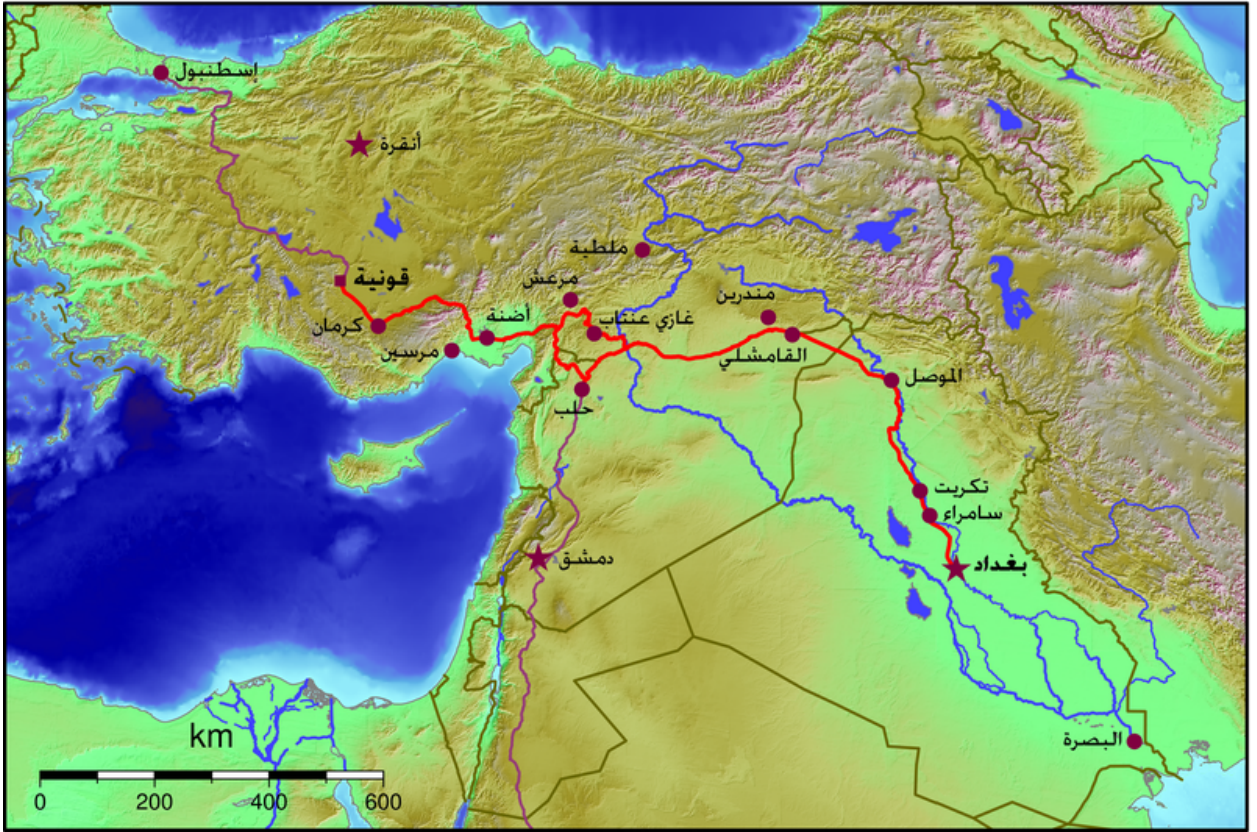 إسطنبول
أنقرة
ملطبة
قونية
مرعش
مندرين
كرمان
أضنة
غازي عنتاب
مرسين
القامشلي
الموصل
حلب
تكريت
سامراء
دمشق
بغداد
km
البصرة
0 200 400 600